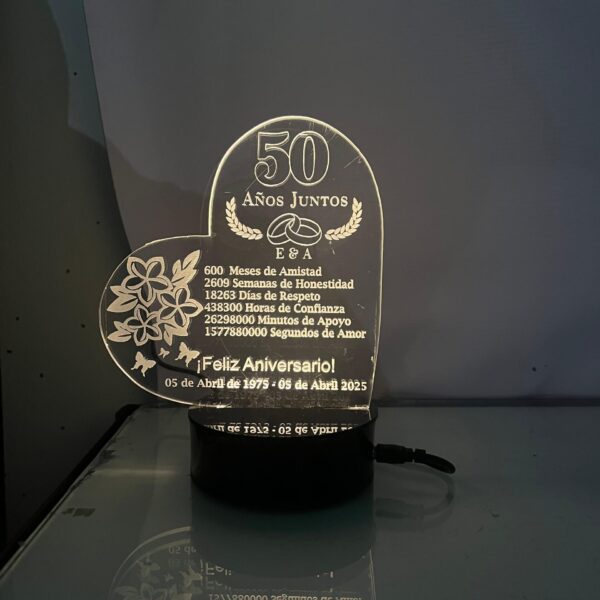 50
AÑOS JUNTOS
E & A
600 Meses de Amistad
2609 Semanas de Honestidad
18263 Días de Respeto
438300 Horas de Confianza
26298000 Minutos de Apoyo
1577880000 Segundos de Amor
¡Feliz Aniversario!
05 de Abril de 1975 - 05 de Abril 2025